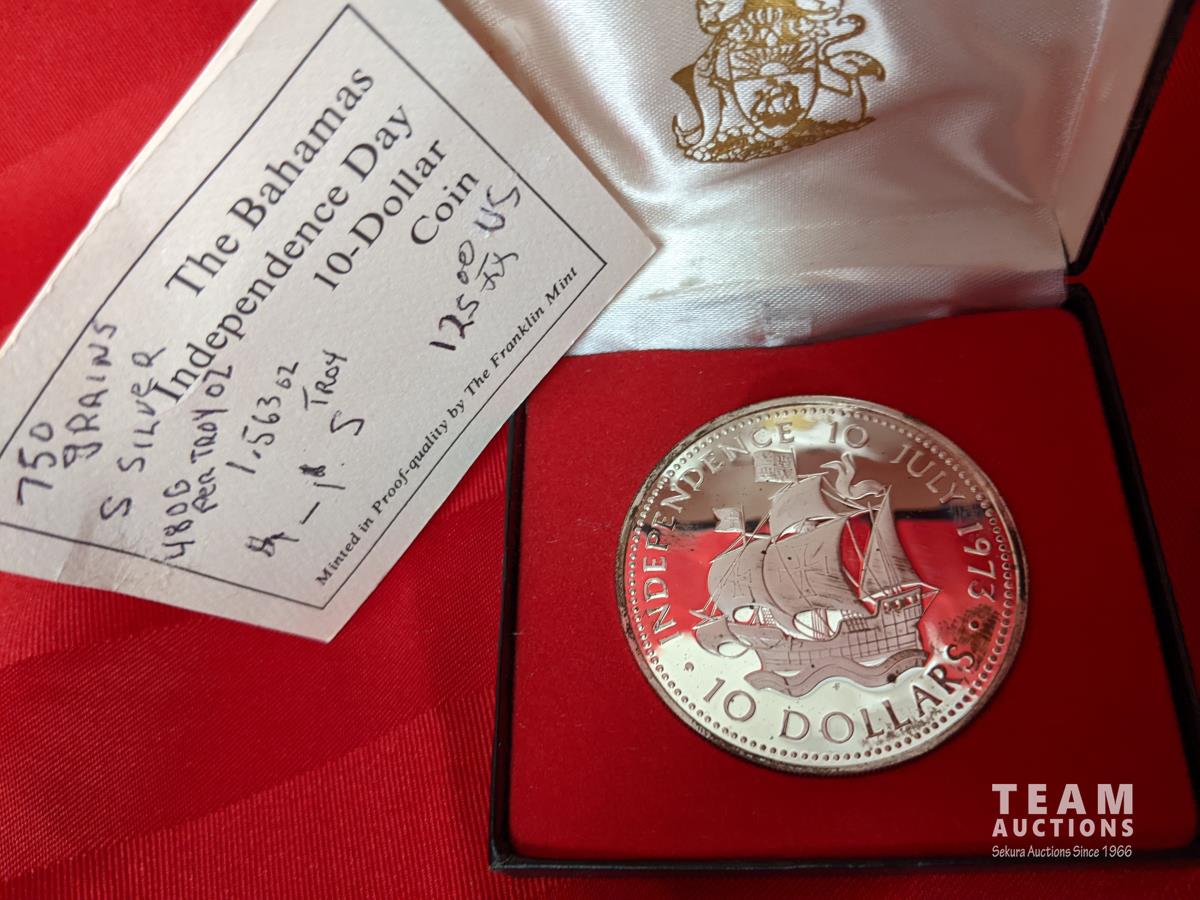 The Bahamas
Independence Day
10-Dollar
Coin
125.00 US
750
GRAINS
S SILVER
480G
PER TROY OZ
1.563 OZ
TROY
Minted in Proof-quality by The Franklin Mint
INDEPENDENCE 10 JULY 1973
10 DOLLARS
TEAM
AUCTIONS
Sekura Auctions Since 1966